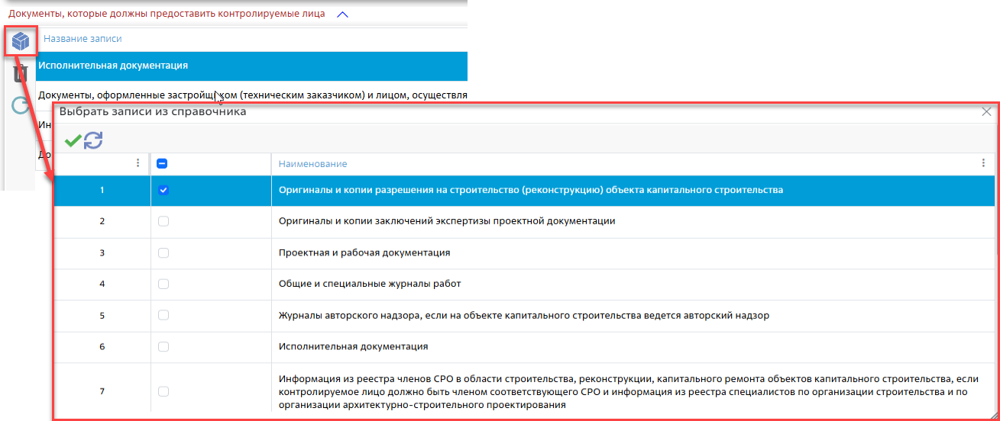 Документы, которые должны предоставить контролируемые лица
Название записи
Исполнительная документация
Документы, оформленные застройщиком (техническим заказчиком) и лицом, осуществля
Ин
До
Выбрать записи из справочника
Наименование
1 Оригиналы и копии разрешения на строительство (реконструкцию) объекта капитального строительства
2 Оригиналы и копии заключений экспертизы проектной документации
3 Проектная и рабочая документация
4 Общие и специальные журналы работ
5 Журналы авторского надзора, если на объекте капитального строительства ведется авторский надзор
6 Исполнительная документация
7 Информация из реестра членов СРО в области строительства, реконструкции, капитального ремонта объектов капитального строительства, если
контролируемое лицо должно быть членом соответствующего СРО и информация из реестра специалистов по организации строительства и по
организации архитектурно-строительного проектирования